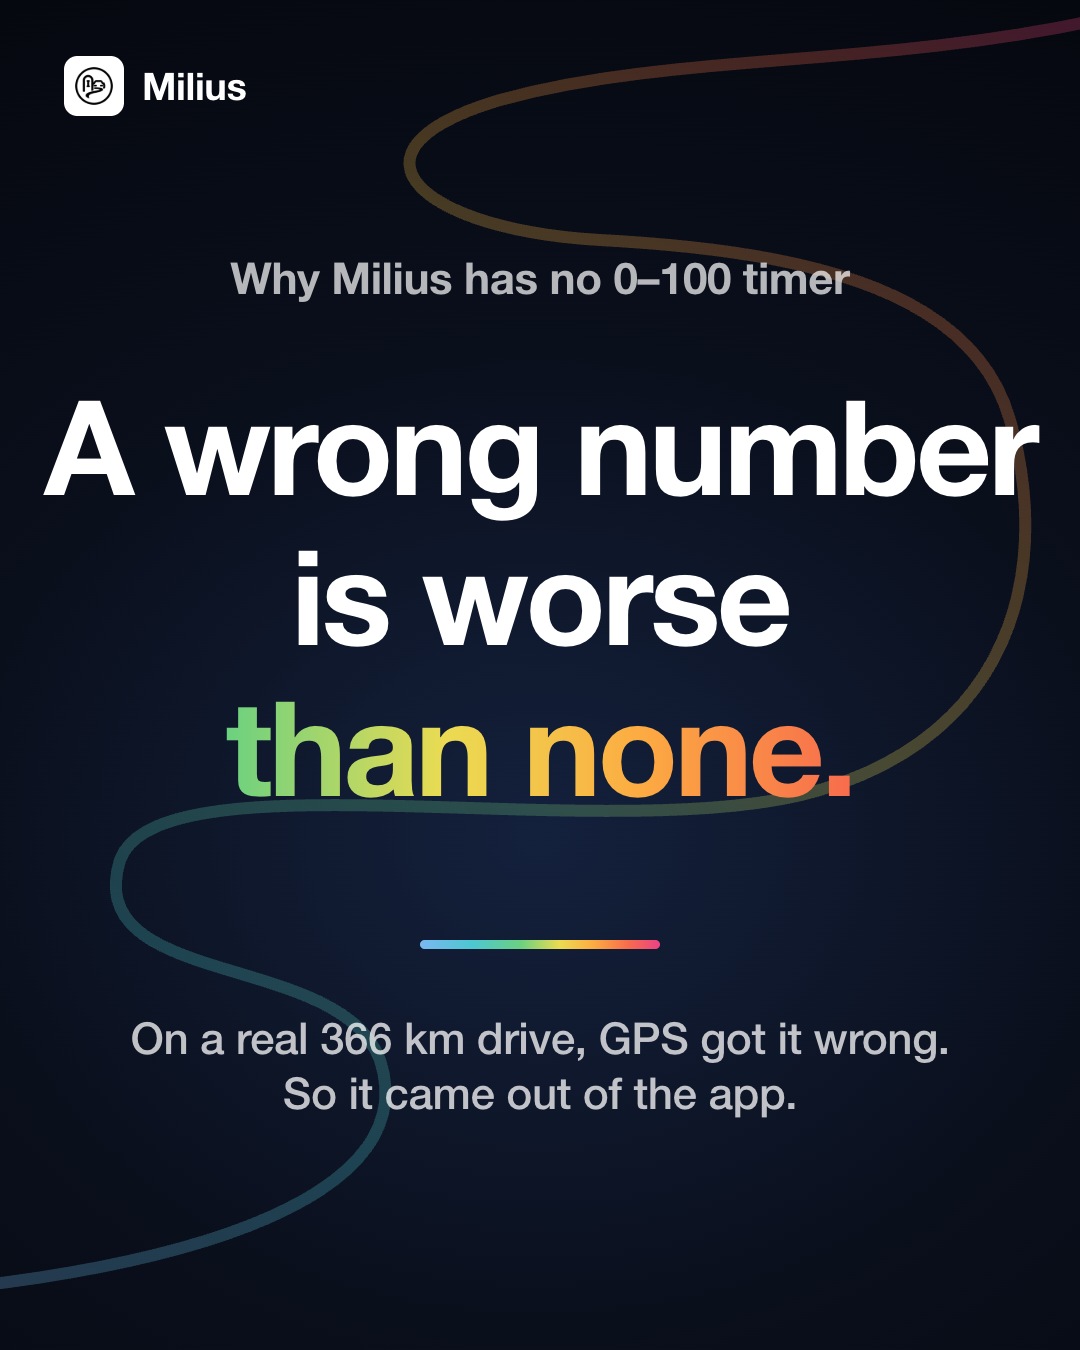 Milius
Why Milius has no 0–100 timer
A wrong number
is worse
than none.
On a real 366 km drive, GPS got it wrong.
So it came out of the app.